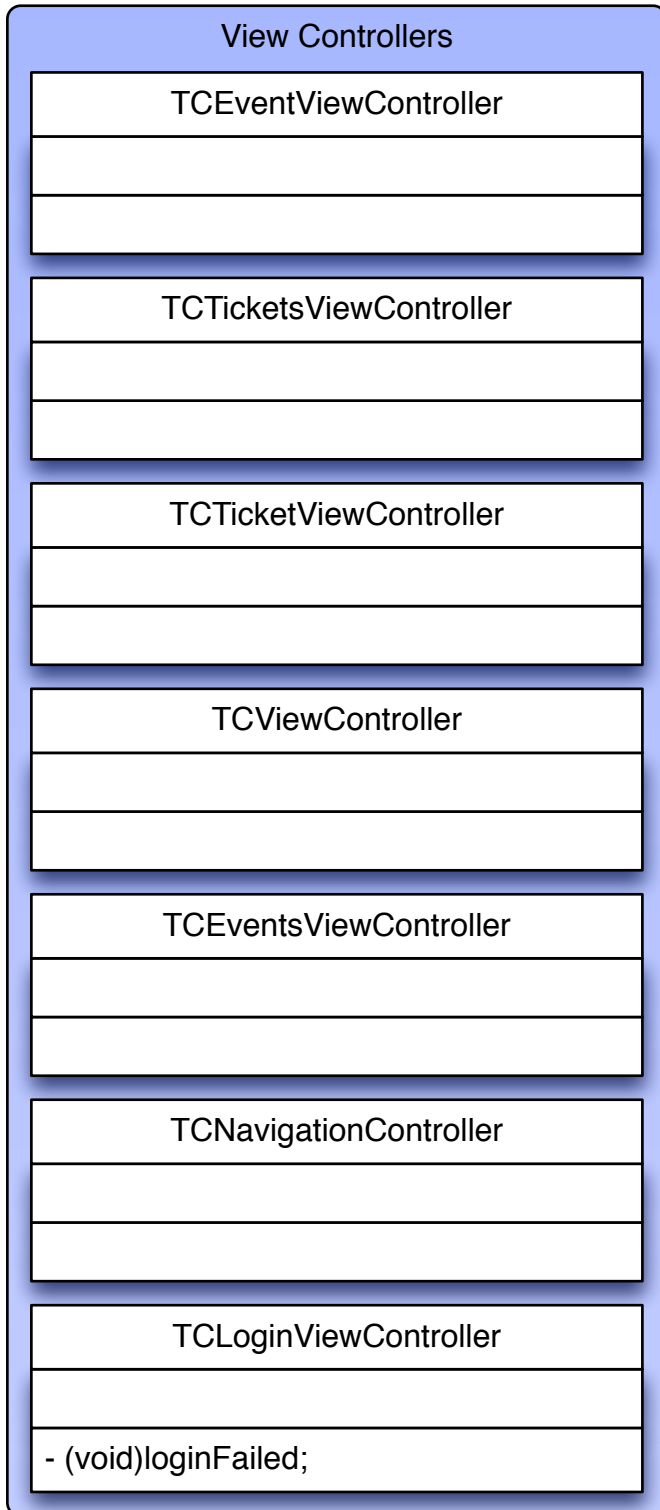 View Controllers
TCEventViewController
TCTicketsViewController
TCTicketViewController
TCViewController
TCEventsViewController
TCNavigationController
TCLoginViewController
- (void)loginFailed;